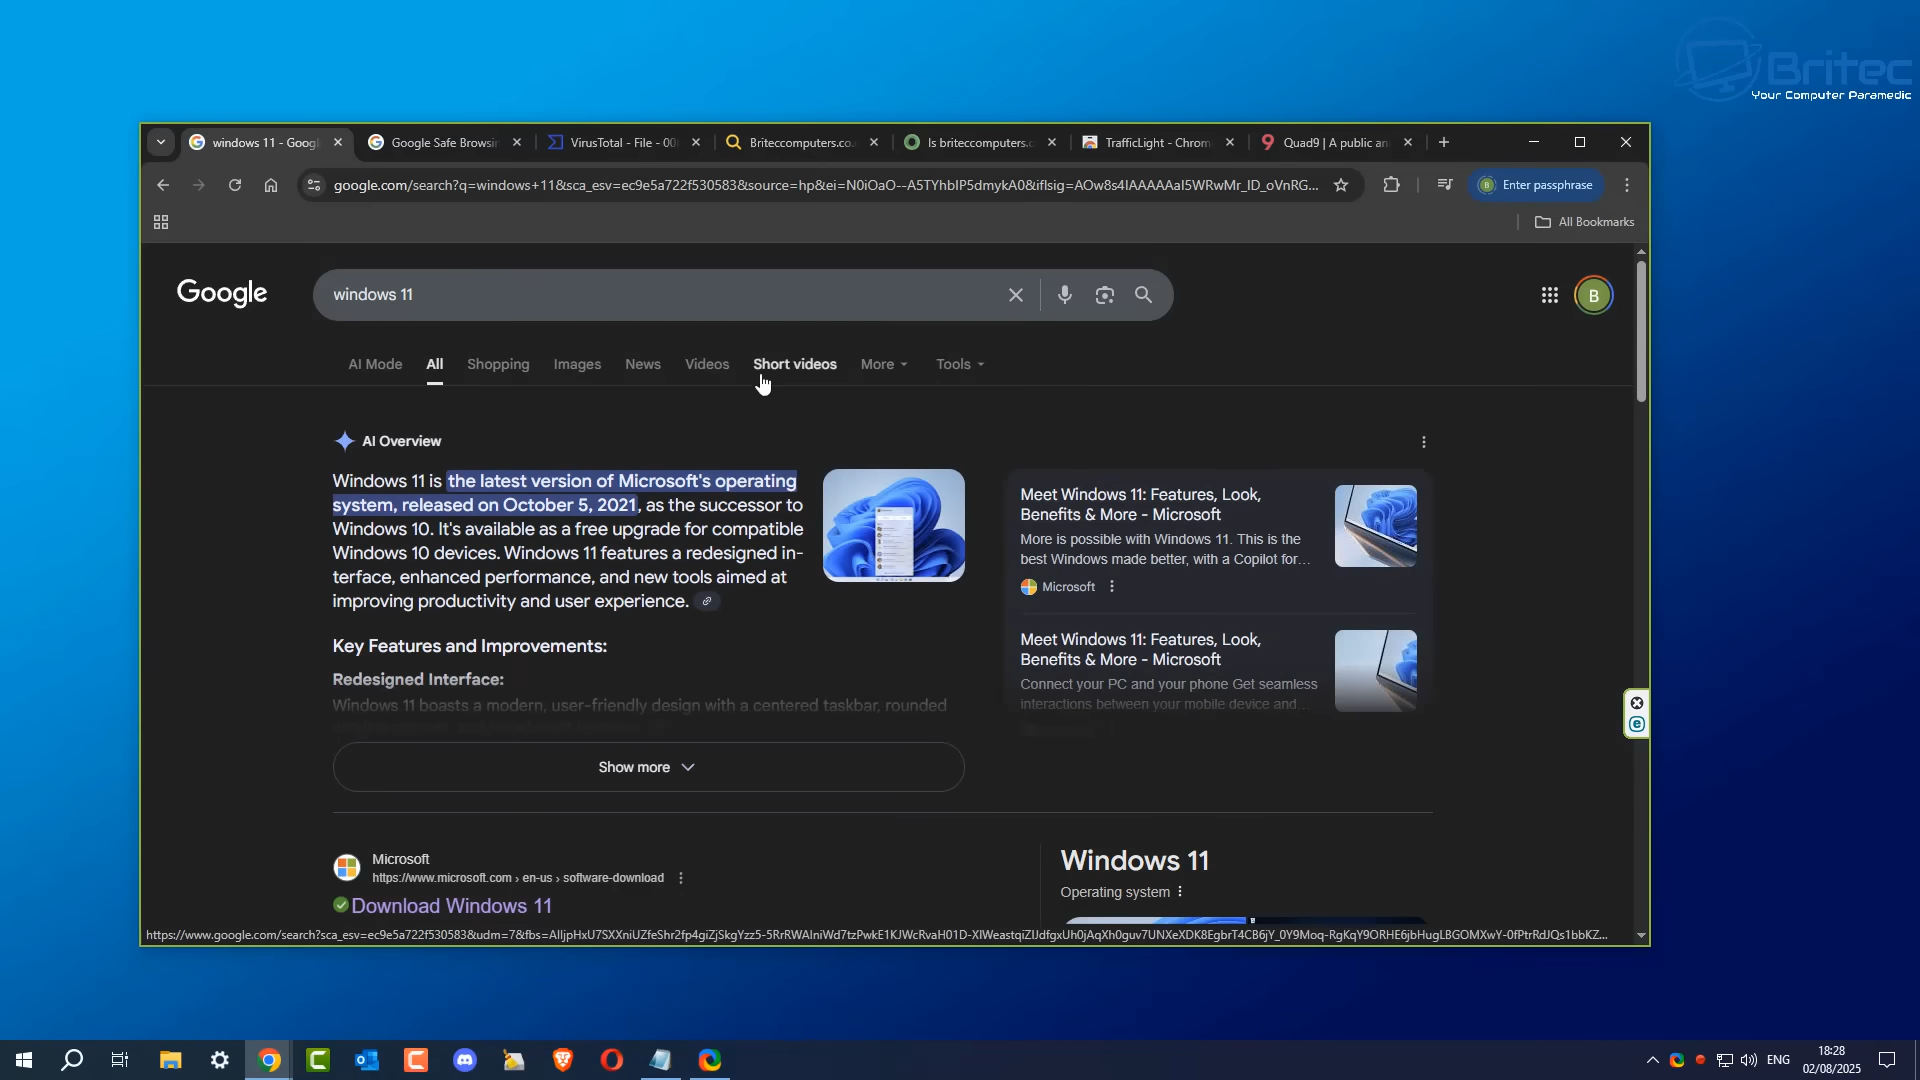 Britec
Your Computer Paramedic
windows 11 - Googl
Google Safe Browsi
VirusTotal - File - 00
Briteccomputers.co.
Is briteccomputers.c
TrafficLight - Chrom
Quad9 | A public an
google.com/search?q=windows+11&sca_esv=ec9e5a722f530583&source=hp&ei=N0iOaO--A5TYhbIP5dmykA0&iflsig=AOw8s4IAAAAAaI5WRwMr_ID_oVnRG...
B Enter passphrase
All Bookmarks
Google
windows 11
B
AI Mode
All
Shopping
Images
News
Videos
Short videos
More
Tools
AI Overview
Windows 11 is the latest version of Microsoft's operating
system, released on October 5, 2021, as the successor to
Windows 10. It's available as a free upgrade for compatible
Windows 10 devices. Windows 11 features a redesigned in-
terface, enhanced performance, and new tools aimed at
improving productivity and user experience.
Key Features and Improvements:
Redesigned Interface:
Windows 11 boasts a modern, user-friendly design with a centered taskbar, rounded
Show more
Meet Windows 11: Features, Look,
Benefits & More - Microsoft
More is possible with Windows 11. This is the
best Windows made better, with a Copilot for...
Microsoft
Meet Windows 11: Features, Look,
Benefits & More - Microsoft
Connect your PC and your phone Get seamless
interactions between your mobile device and...
Microsoft
https://www.microsoft.com › en-us › software-download
Download Windows 11
Windows 11
Operating system
ENG
18:28
02/08/2025